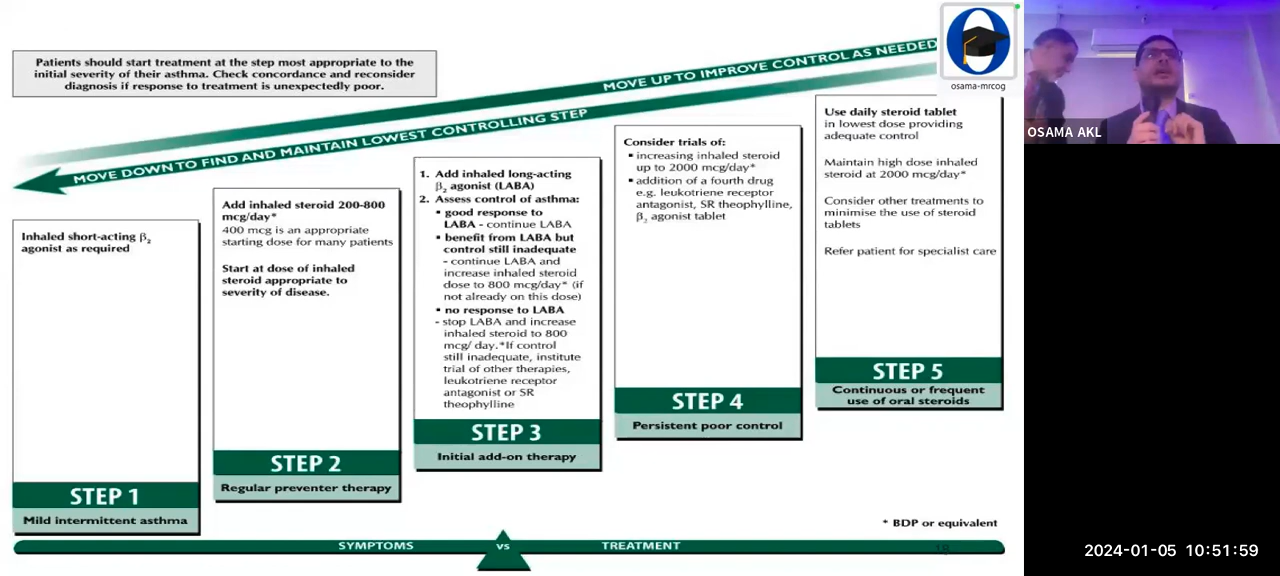 Patients should start treatment at the step most appropriate to the
initial severity of their asthma. Check concordance and reconsider
diagnosis if response to treatment is unexpectedly poor.
MOVE UP TO IMPROVE CONTROL AS NEEDED
MOVE DOWN TO FIND AND MAINTAIN LOWEST CONTROLLING STEP
Inhaled short-acting β₂
agonist as required
STEP 1
Mild intermittent asthma
Add inhaled steroid 200-800
mcg/day*
400 mcg is an appropriate
starting dose for many patients
Start at dose of inhaled
steroid appropriate to
severity of disease.
STEP 2
Regular preventer therapy
1. Add inhaled long-acting
β₂ agonist (LABA)
2. Assess control of asthma:
▪ good response to
LABA - continue LABA
▪ benefit from LABA but
control still inadequate
- continue LABA and
increase inhaled steroid
dose to 800 mcg/day* (if
not already on this dose)
▪ no response to LABA
- stop LABA and increase
inhaled steroid to 800
mcg/ day.*If control
still inadequate, institute
trial of other therapies,
leukotriene receptor
antagonist or SR
theophylline
STEP 3
Initial add-on therapy
Consider trials of:
▪ increasing inhaled steroid
up to 2000 mcg/day*
▪ addition of a fourth drug
e.g. leukotriene receptor
antagonist, SR theophylline,
β₂ agonist tablet
STEP 4
Persistent poor control
Use daily steroid tablet
in lowest dose providing
adequate control
Maintain high dose inhaled
steroid at 2000 mcg/day*
Consider other treatments to
minimise the use of steroid
tablets
Refer patient for specialist care
STEP 5
Continuous or frequent
use of oral steroids
* BDP or equivalent
SYMPTOMS vs TREATMENT
osama-mrcog
OSAMA AKL
2024-01-05 10:51:59